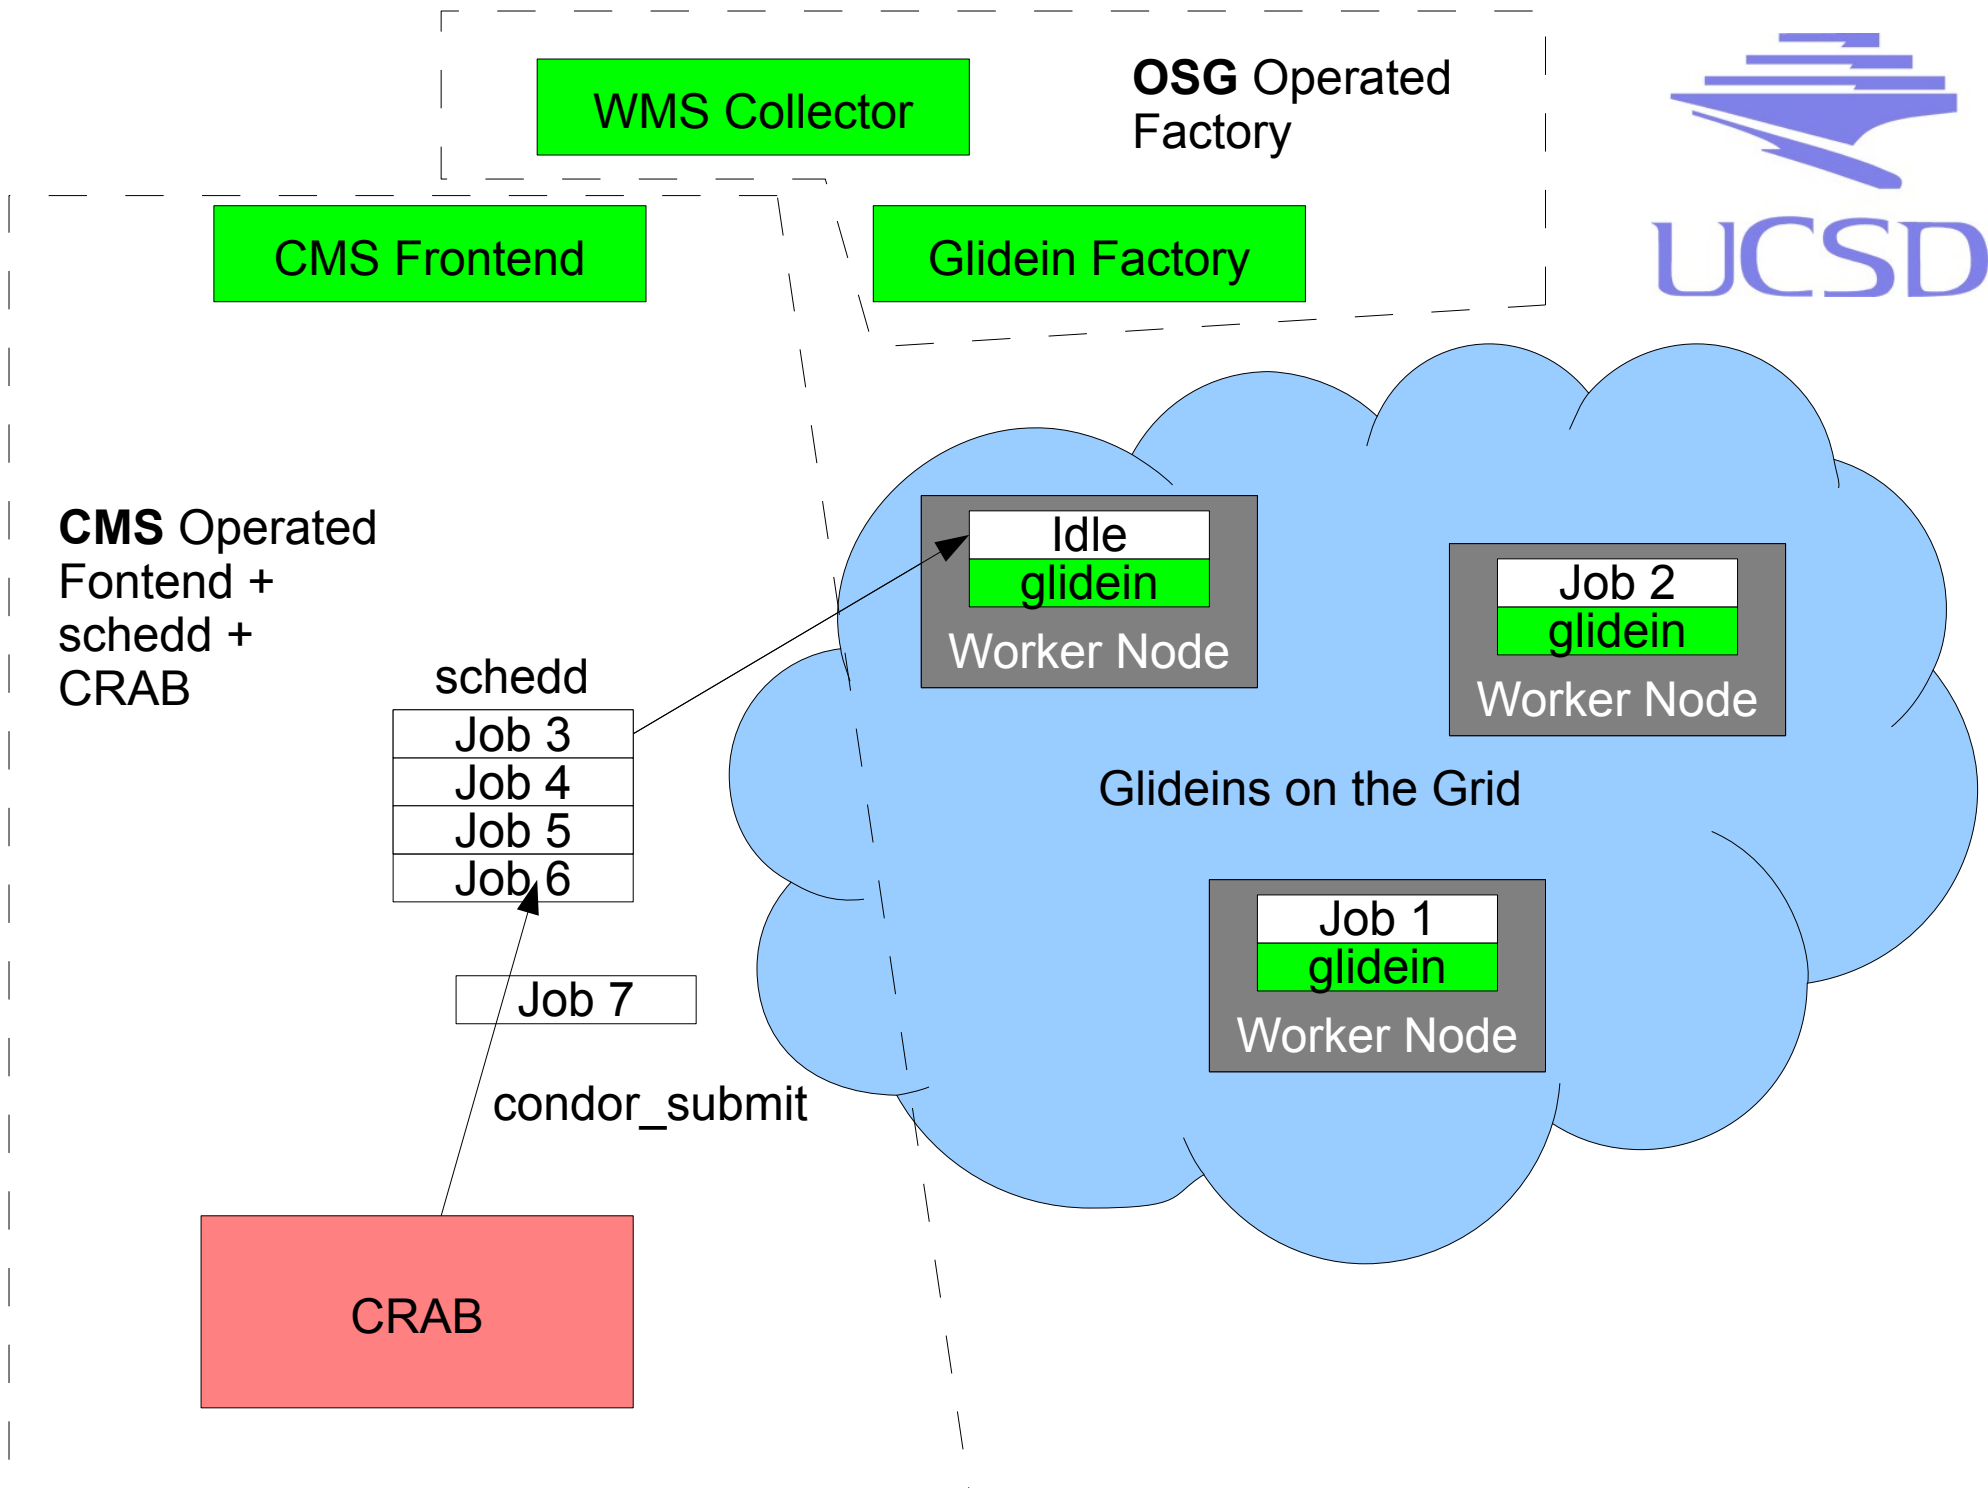 WMS Collector
OSG Operated
Factory
UCSD
CMS Frontend
Glidein Factory
CMS Operated
Fontend +
schedd +
CRAB
schedd
Job 3
Job 4
Job 5
Job 6
Job 7
condor_submit
CRAB
Idle
glidein
Worker Node
Job 2
glidein
Worker Node
Glideins on the Grid
Job 1
glidein
Worker Node